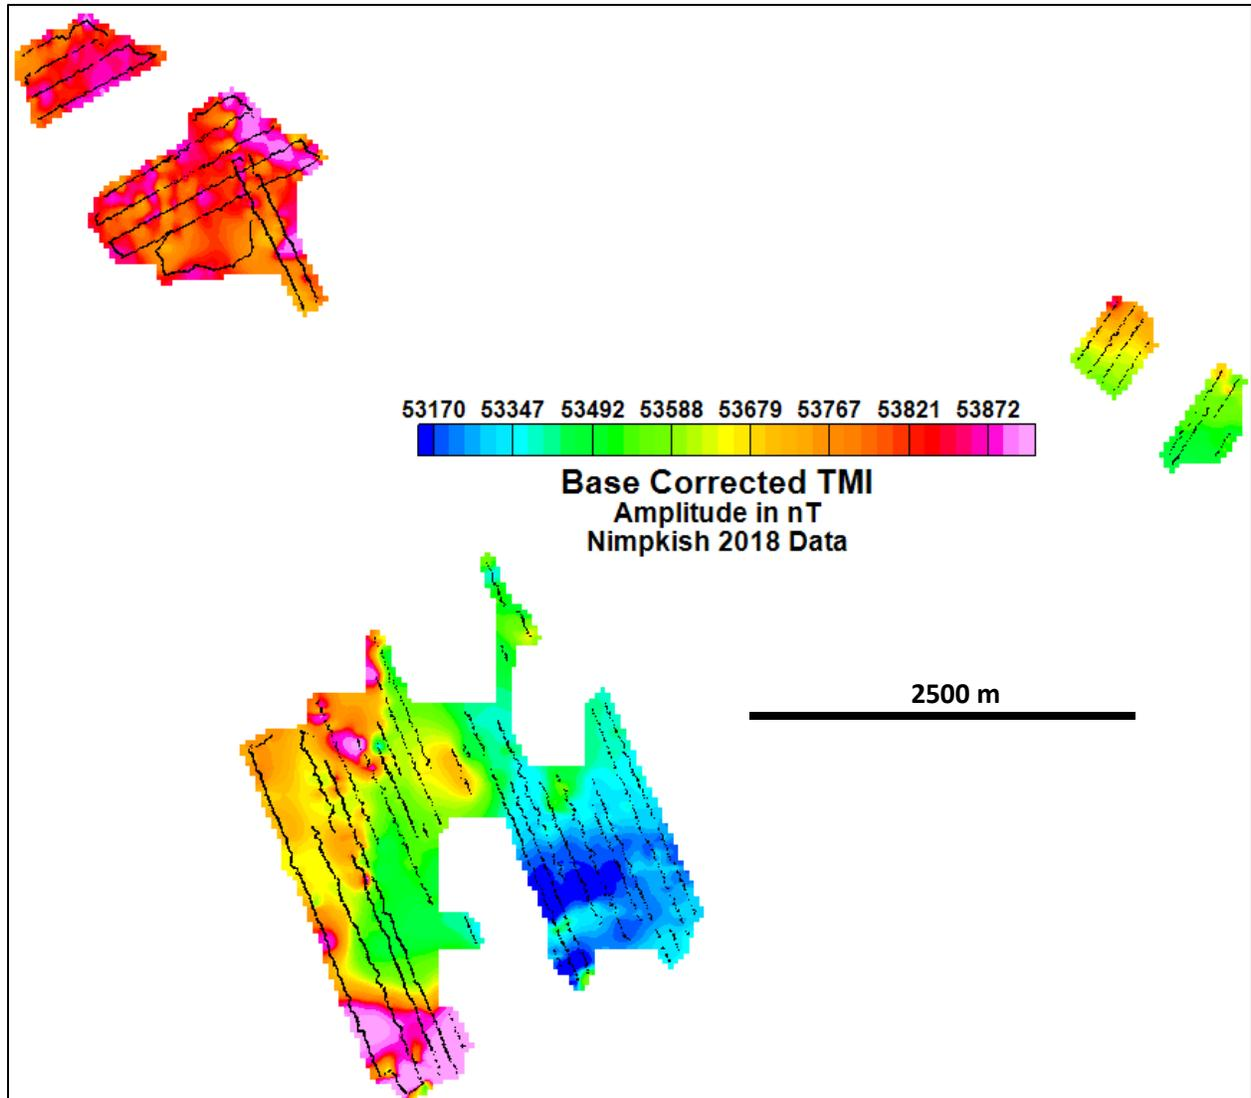 53170 53347 53492 53588 53679 53767 53821 53872
Base Corrected TMI
Amplitude in nT
Nimpkish 2018 Data
2500 m